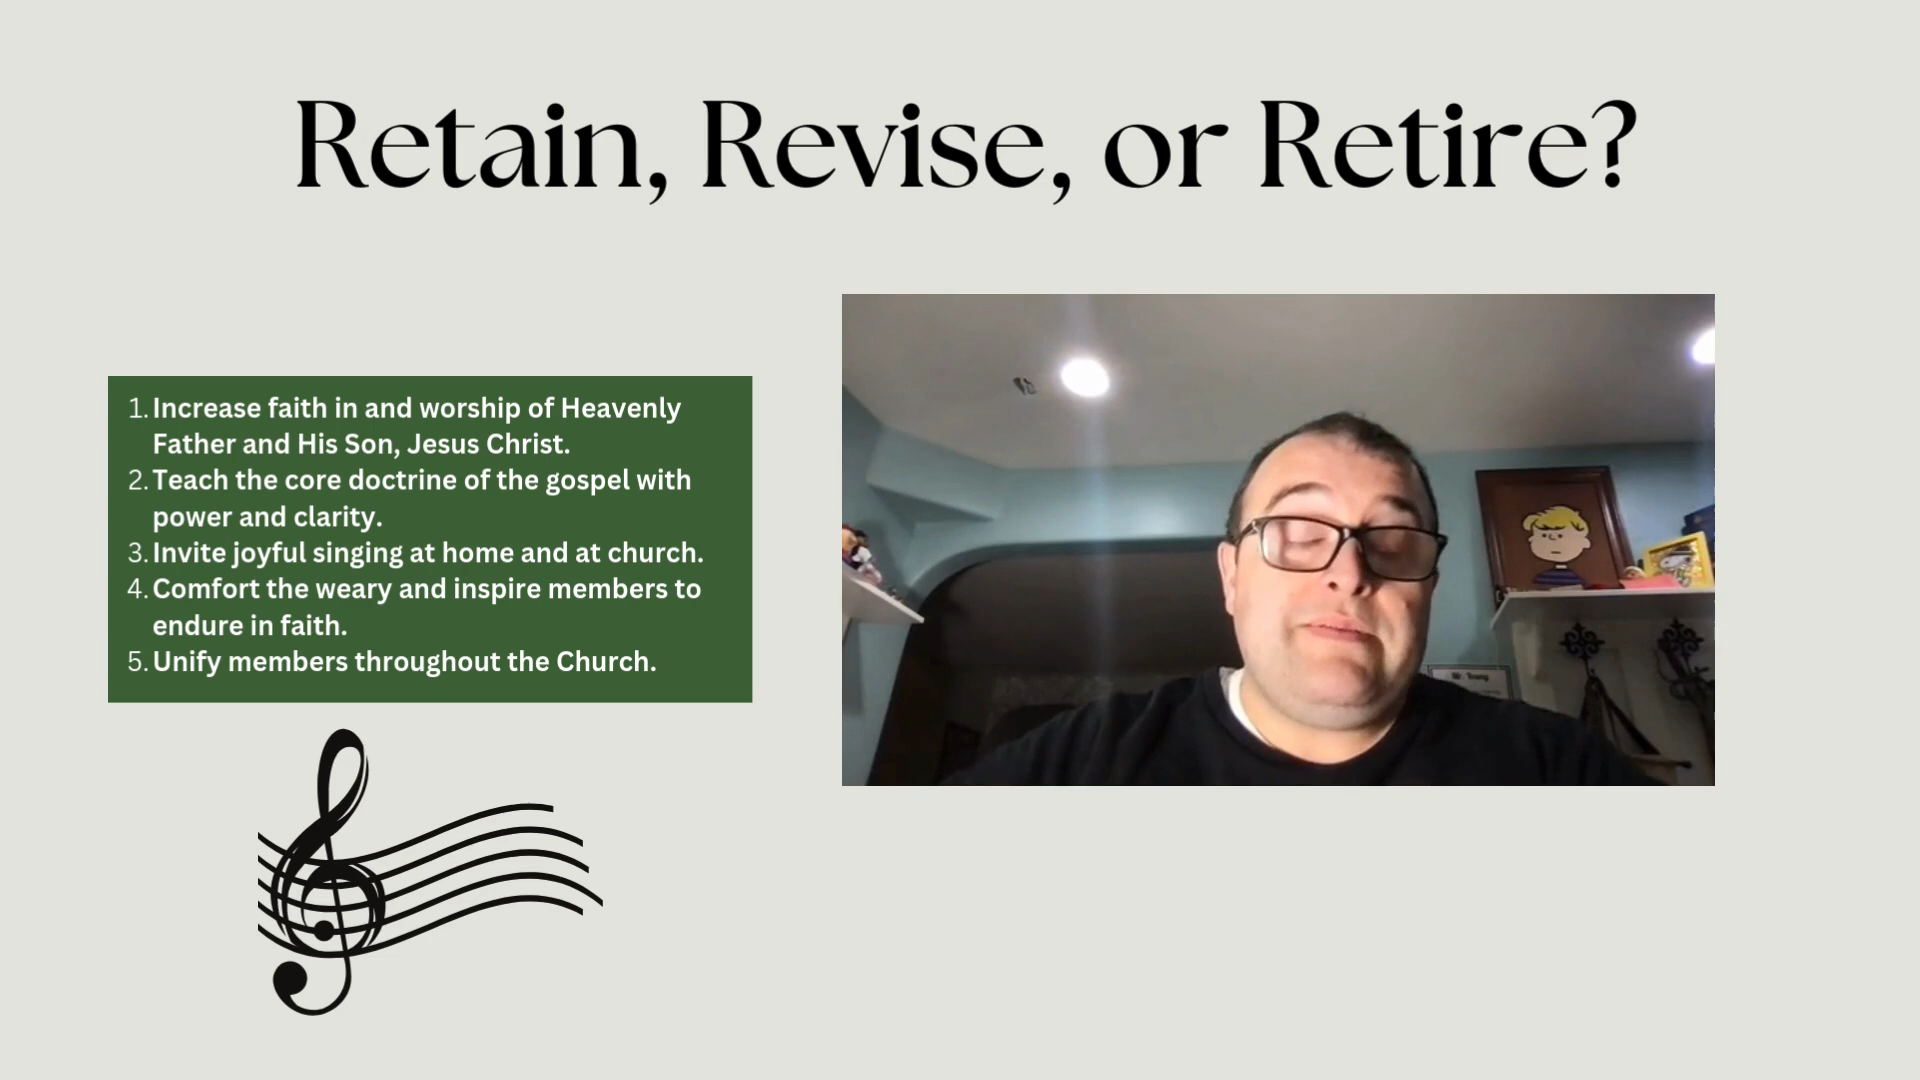 Retain, Revise, or Retire?
1. Increase faith in and worship of Heavenly
Father and His Son, Jesus Christ.
2. Teach the core doctrine of the gospel with
power and clarity.
3. Invite joyful singing at home and at church.
4. Comfort the weary and inspire members to
endure in faith.
5. Unify members throughout the Church.